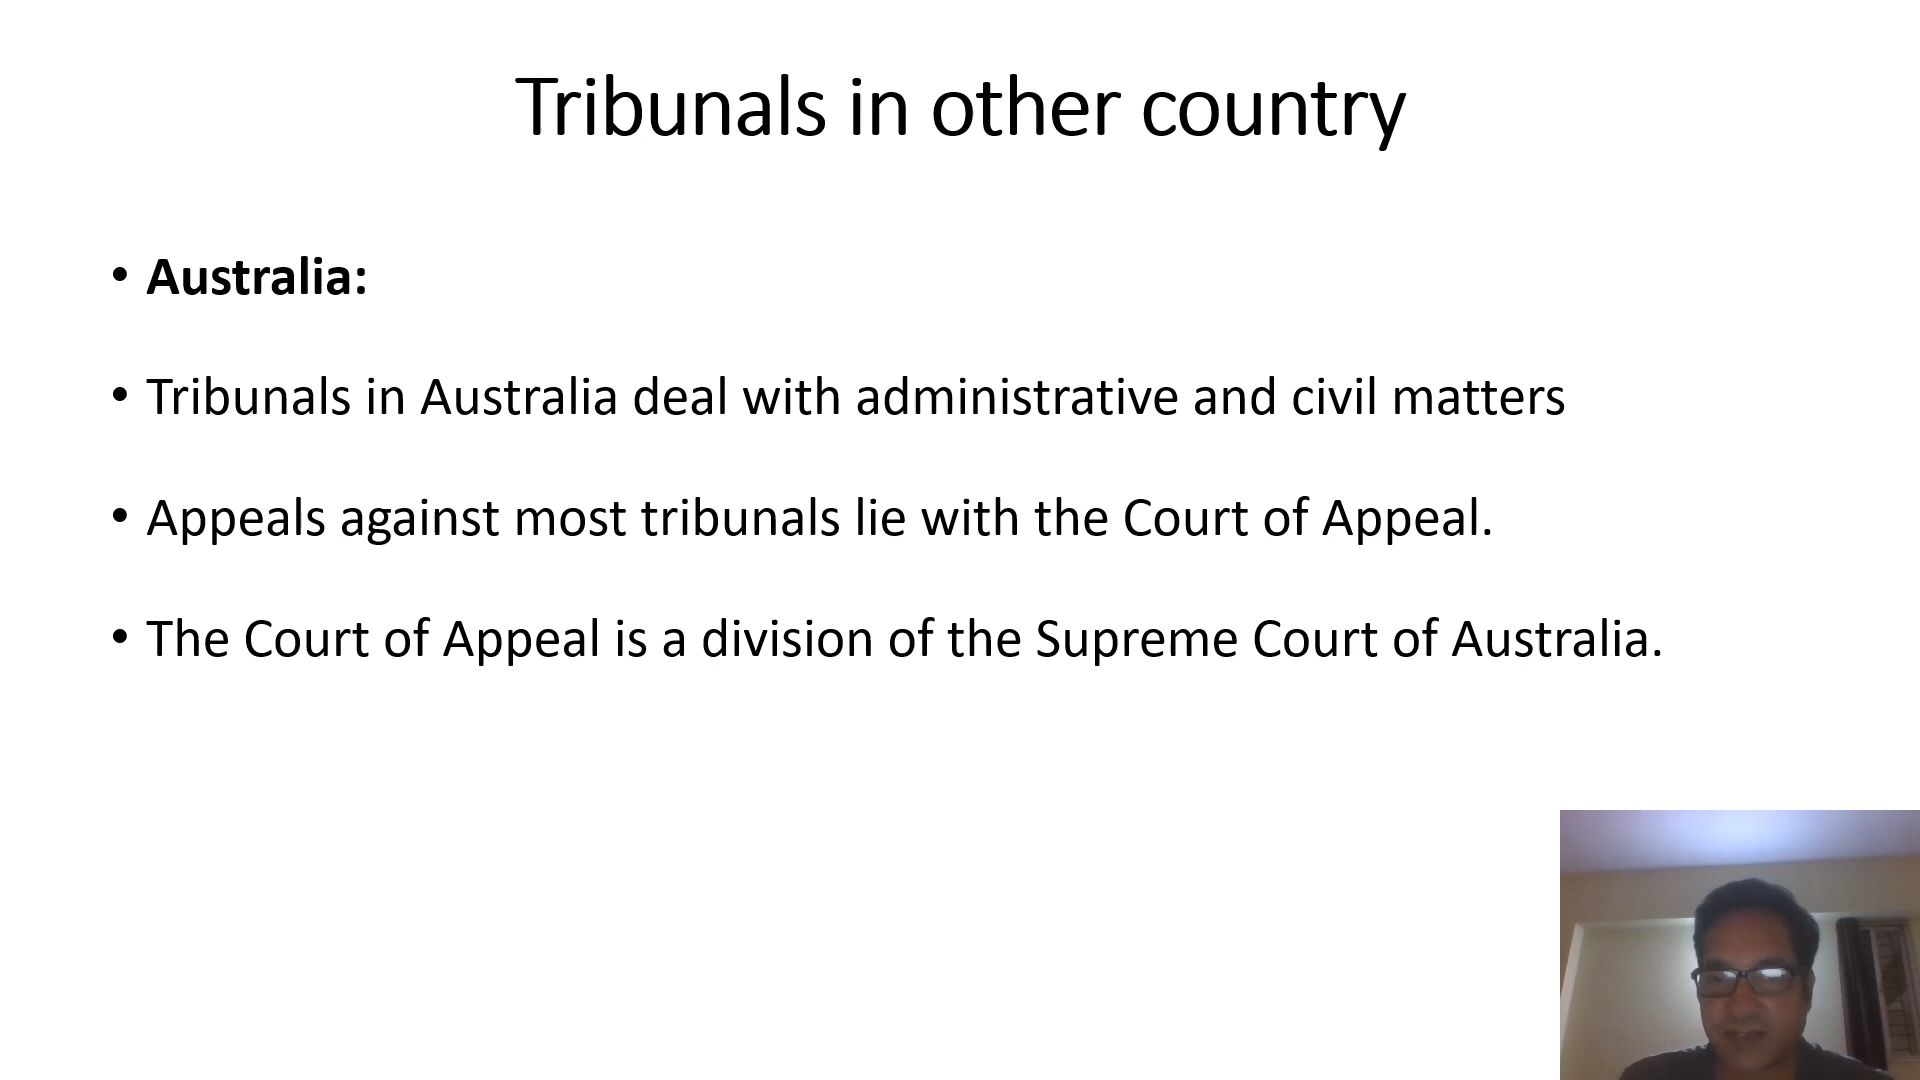 Tribunals in other country
• Australia:
• Tribunals in Australia deal with administrative and civil matters
• Appeals against most tribunals lie with the Court of Appeal.
• The Court of Appeal is a division of the Supreme Court of Australia.